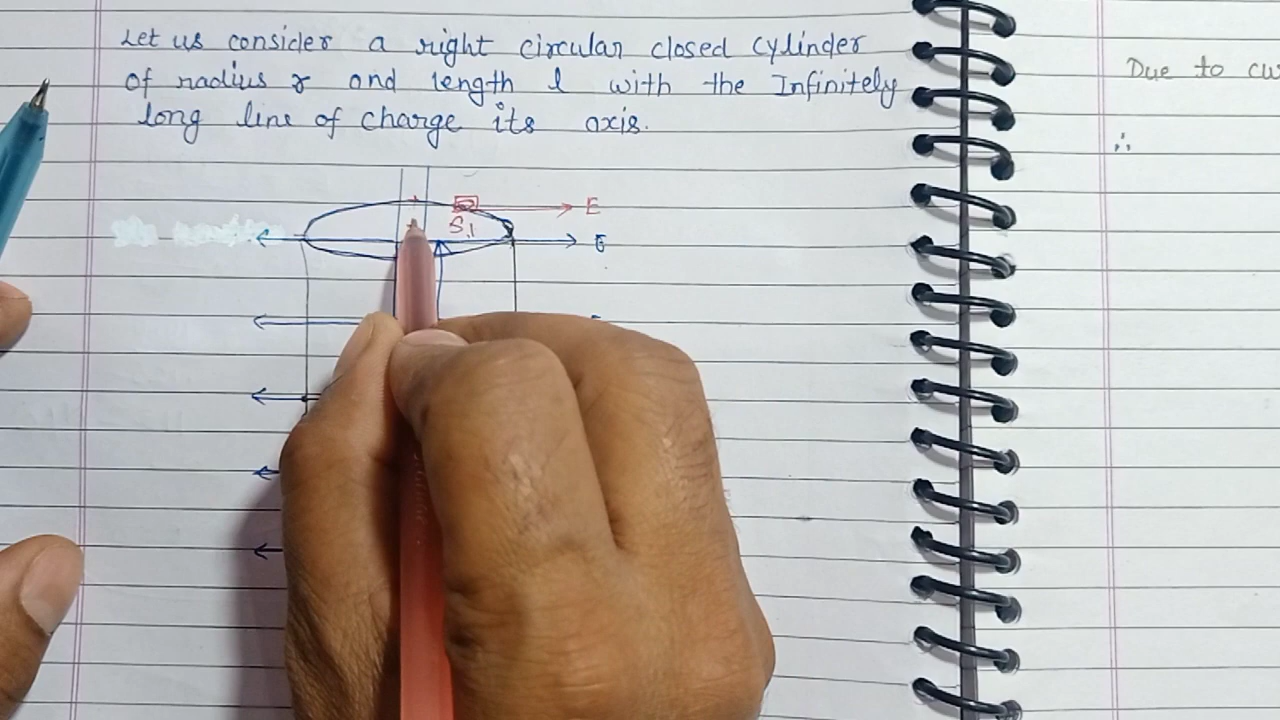 Let us consider a right circular closed cylinder
of radius r and length l with the Infinitely
long line of charge its axis.
E
S1
E
Due to cu
∴